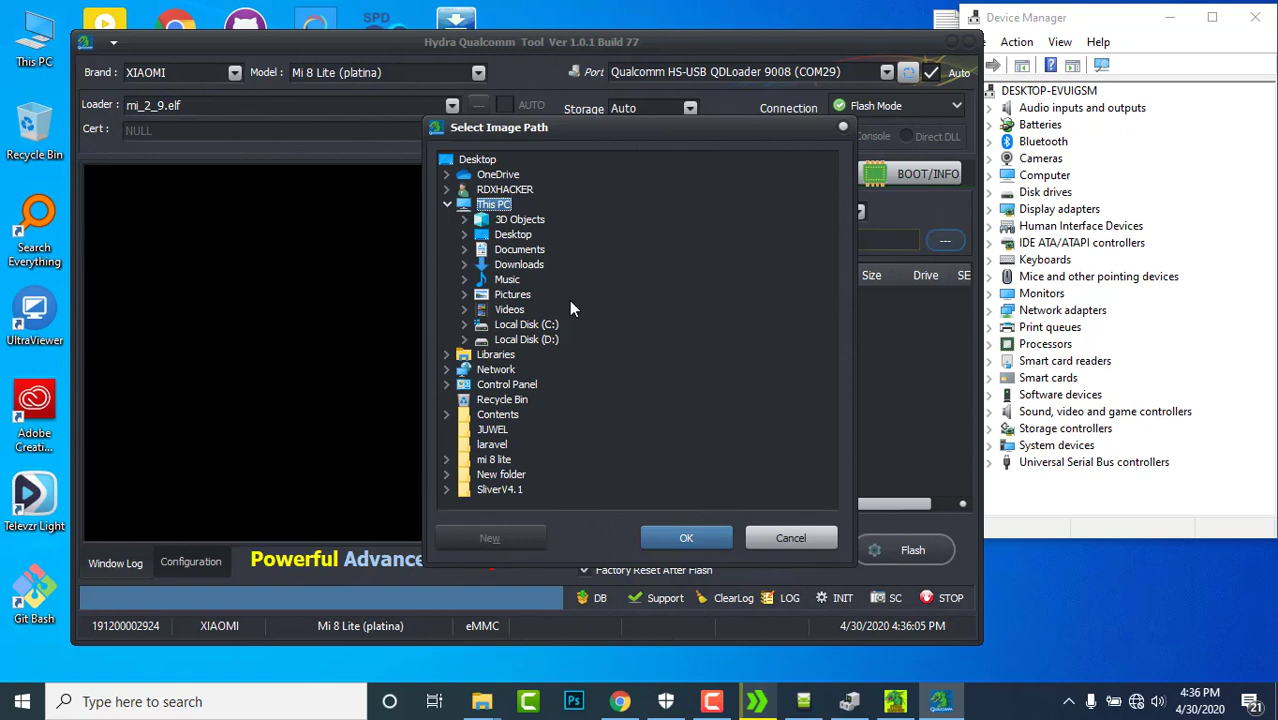 This PC
Recycle Bin
Search
Everything
UltraViewer
Adobe
Creati...
Televzr Light
Git Bash
SPD
Hydra Qualcomm Tool Ver 1.0.1 Build 77
Brand : XIAOMI
Model
Mi 8 Lite (platina)
Port
Qualcomm HS-USB QDLoader 9008 (COM29)
Auto
Loader : mi_2_9.elf
--- AUTO
Storage Auto
Connection
Flash Mode
Cert : NULL
Console Direct DLL
BOOT/INFO
---
Size Drive SE
Select Image Path
Desktop
OneDrive
RDXHACKER
This PC
3D Objects
Desktop
Documents
Downloads
Music
Pictures
Videos
Local Disk (C:)
Local Disk (D:)
Libraries
Network
Control Panel
Recycle Bin
Contents
JUWEL
laravel
mi 8 lite
New folder
SliverV4.1
New OK Cancel
Window Log Configuration
Powerful Advance
Factory Reset After Flash
Flash
DB Support ClearLog LOG INIT SC STOP
191200002924 XIAOMI Mi 8 Lite (platina) eMMC 4/30/2020 4:36:05 PM
Device Manager
Action View Help
DESKTOP-EVUIGSM
Audio inputs and outputs
Batteries
Bluetooth
Cameras
Computer
Disk drives
Display adapters
Human Interface Devices
IDE ATA/ATAPI controllers
Keyboards
Mice and other pointing devices
Monitors
Network adapters
Print queues
Processors
Smart card readers
Smart cards
Software devices
Sound, video and game controllers
Storage controllers
System devices
Universal Serial Bus controllers
Type here to search
Ps
QUALCOMM
4:36 PM
4/30/2020
21